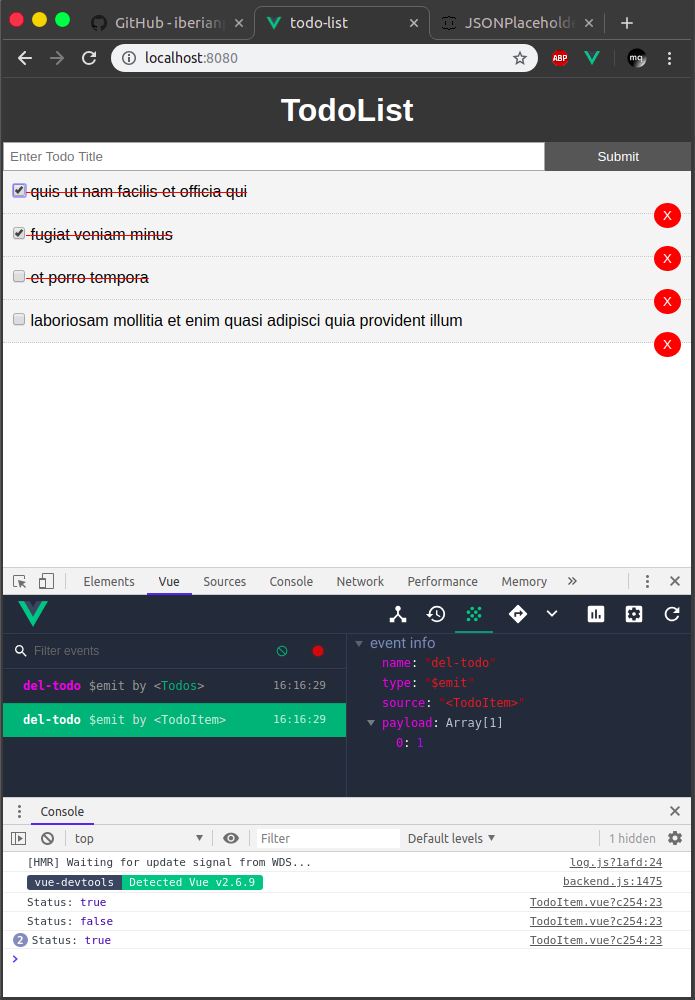 GitHub - iberian
todo-list
JSONPlaceholde
localhost:8080
ABP
mq
TodoList
Enter Todo Title
Submit
quis ut nam facilis et officia qui
X
fugiat veniam minus
X
et porro tempora
X
laboriosam mollitia et enim quasi adipisci quia provident illum
X
Elements Vue Sources Console Network Performance Memory »
Filter events
event info
name: "del-todo"
type: "$emit"
source: "<TodoItem>"
payload: Array[1]
0: 1
del-todo $emit by <Todos> 16:16:29
del-todo $emit by <TodoItem> 16:16:29
Console
top
Filter
Default levels
1 hidden
[HMR] Waiting for update signal from WDS... log.js?1afd:24
vue-devtools Detected Vue v2.6.9 backend.js:1475
Status: true TodoItem.vue?c254:23
Status: false TodoItem.vue?c254:23
2 Status: true TodoItem.vue?c254:23